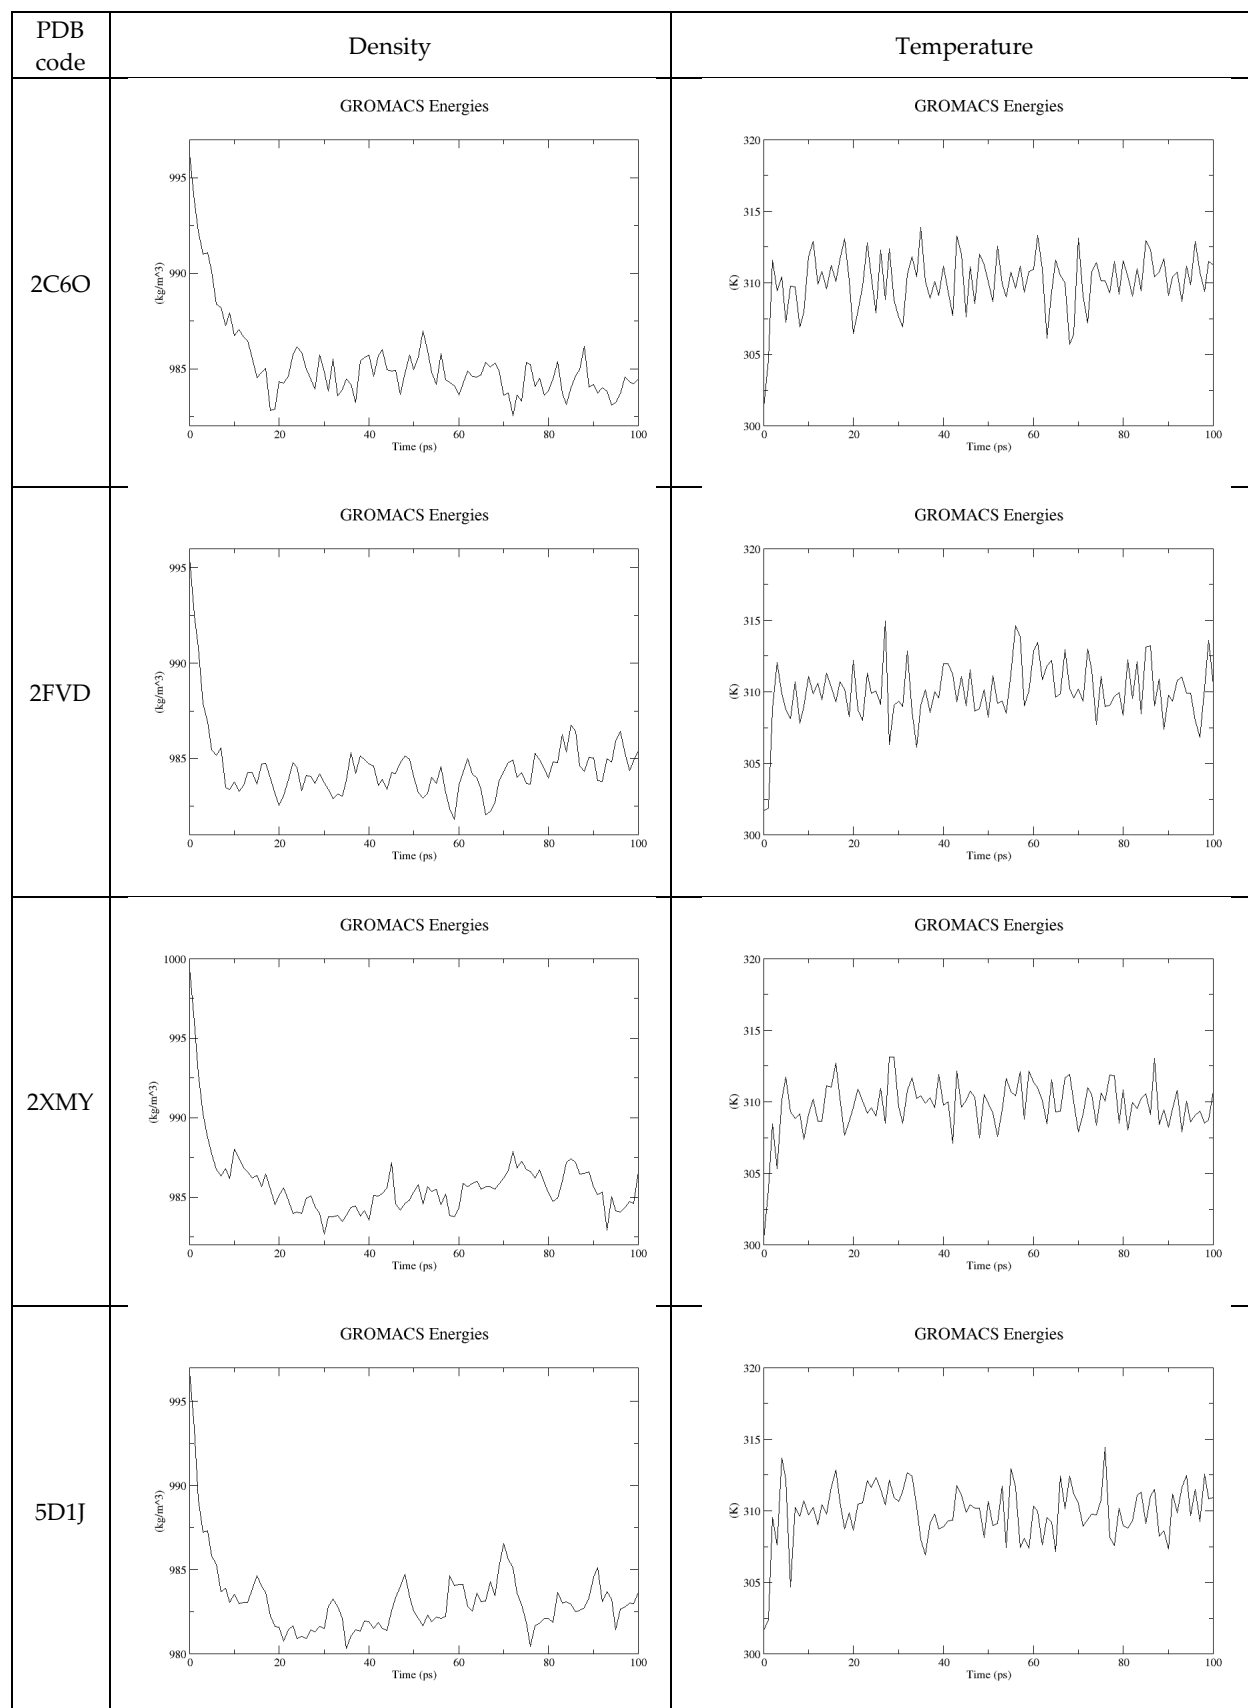 PDB
code
Density
Temperature
2C6O
GROMACS Energies
995
990
985
(kg/m^3)
0 20 40 60 80 100
Time (ps)
GROMACS Energies
320
315
310
305
300
(K)
0 20 40 60 80 100
Time (ps)
2FVD
GROMACS Energies
995
990
985
(kg/m^3)
0 20 40 60 80 100
Time (ps)
GROMACS Energies
320
315
310
305
300
(K)
0 20 40 60 80 100
Time (ps)
2XMY
GROMACS Energies
1000
995
990
985
(kg/m^3)
0 20 40 60 80 100
Time (ps)
GROMACS Energies
320
315
310
305
300
(K)
0 20 40 60 80 100
Time (ps)
5D1J
GROMACS Energies
995
990
985
980
(kg/m^3)
0 20 40 60 80 100
Time (ps)
GROMACS Energies
320
315
310
305
300
(K)
0 20 40 60 80 100
Time (ps)